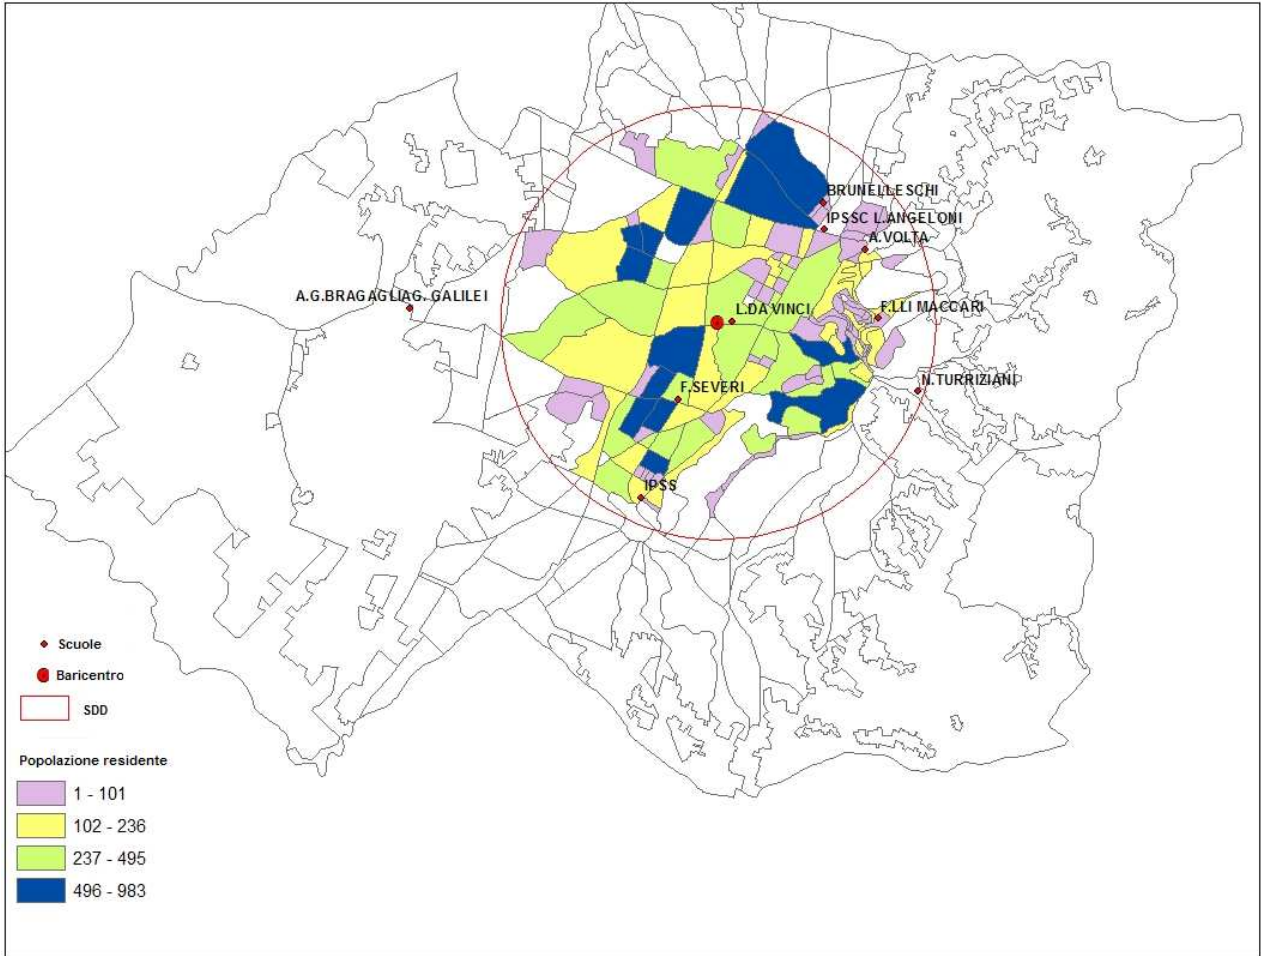 BRUNELLESCHI
IPSSC L.ANGELONI
A.VOLTA
A.G.BRAGAGLIAG. GALILEI
L.DA VINCI
F.LLI MACCARI
N.TURRIZIANI
F.SEVERI
IPSS
Scuole
Baricentro
SDD
Popolazione residente
1 - 101
102 - 236
237 - 495
496 - 983